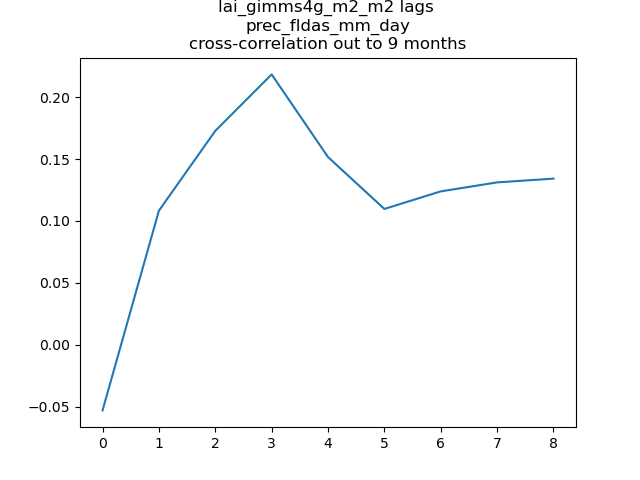 lai_gimms4g_m2_m2 lags
prec_fldas_mm_day
cross-correlation out to 9 months
0.20
0.15
0.10
0.05
0.00
−0.05
0 1 2 3 4 5 6 7 8